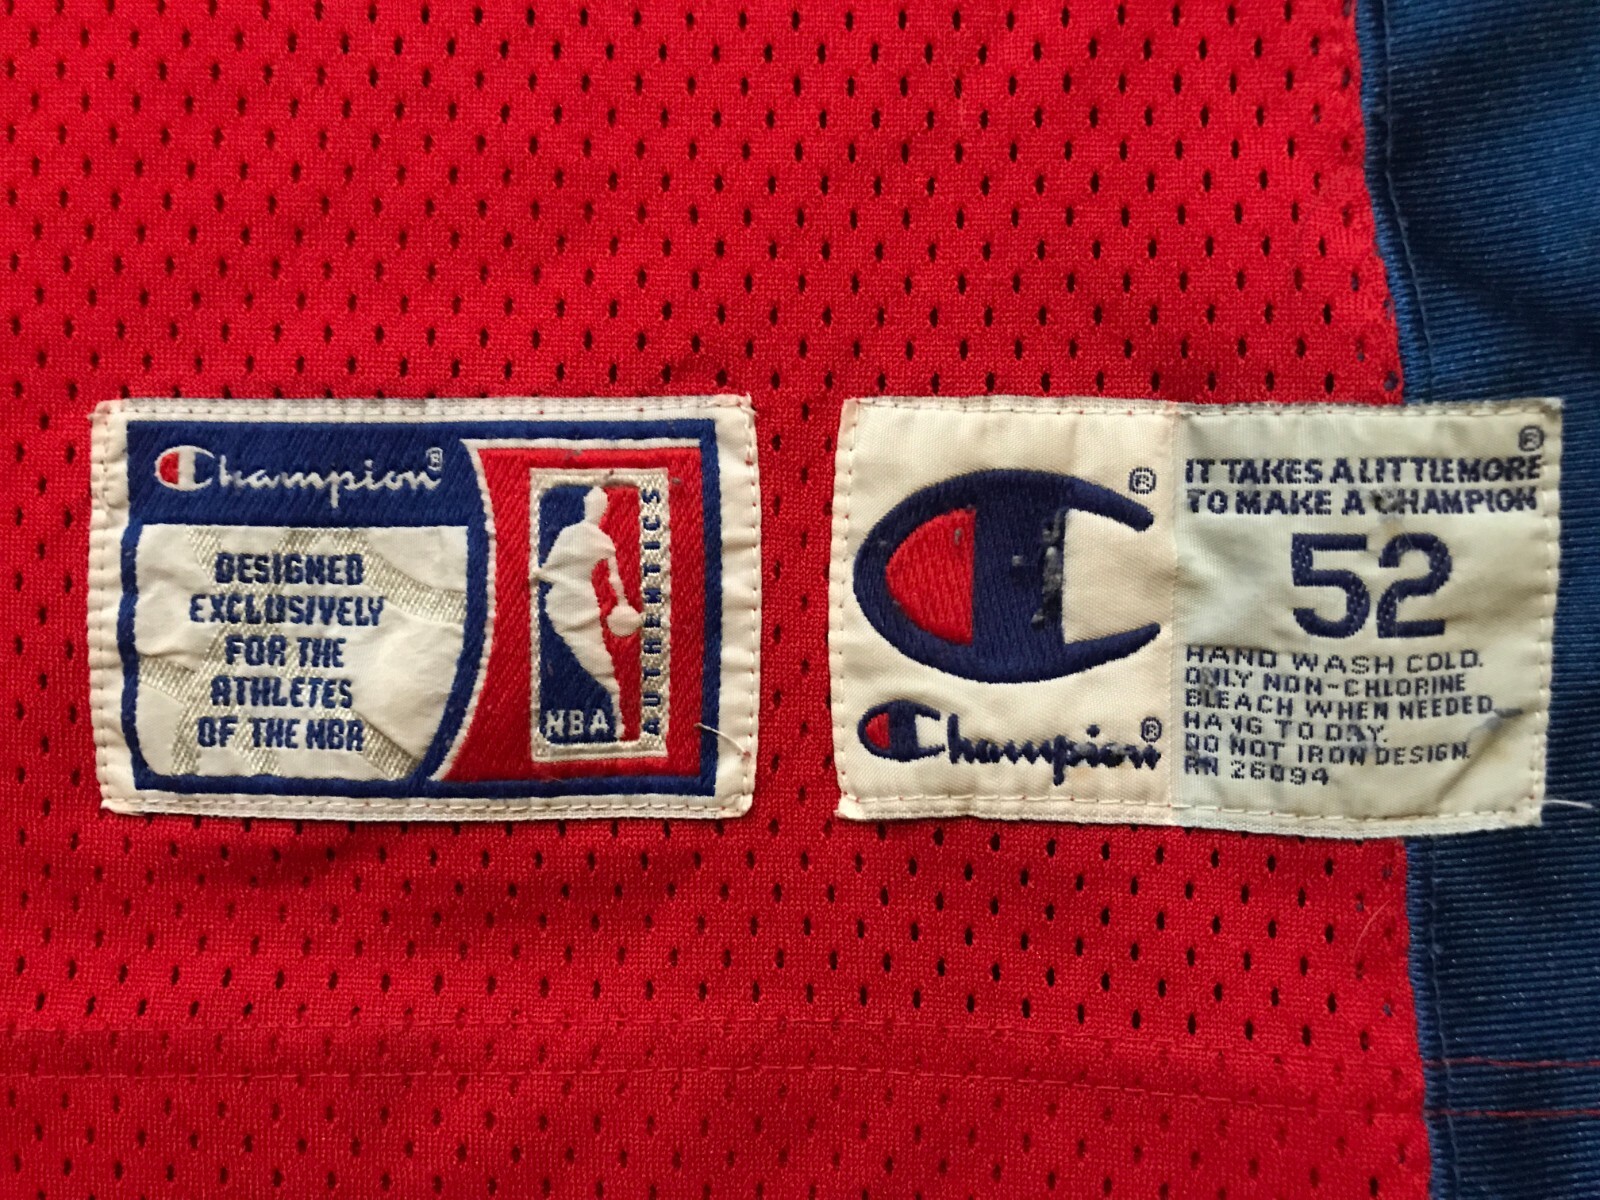 Champion®
DESIGNED
EXCLUSIVELY
FOR THE
ATHLETES
OF THE NBA
NBA
AUTHENTICS
®
Champion®
®
IT TAKES A LITTLE MORE
TO MAKE A CHAMPION
52
HAND WASH COLD.
ONLY NON-CHLORINE
BLEACH WHEN NEEDED.
HANG TO DRY.
DO NOT IRON DESIGN.
RN 26094